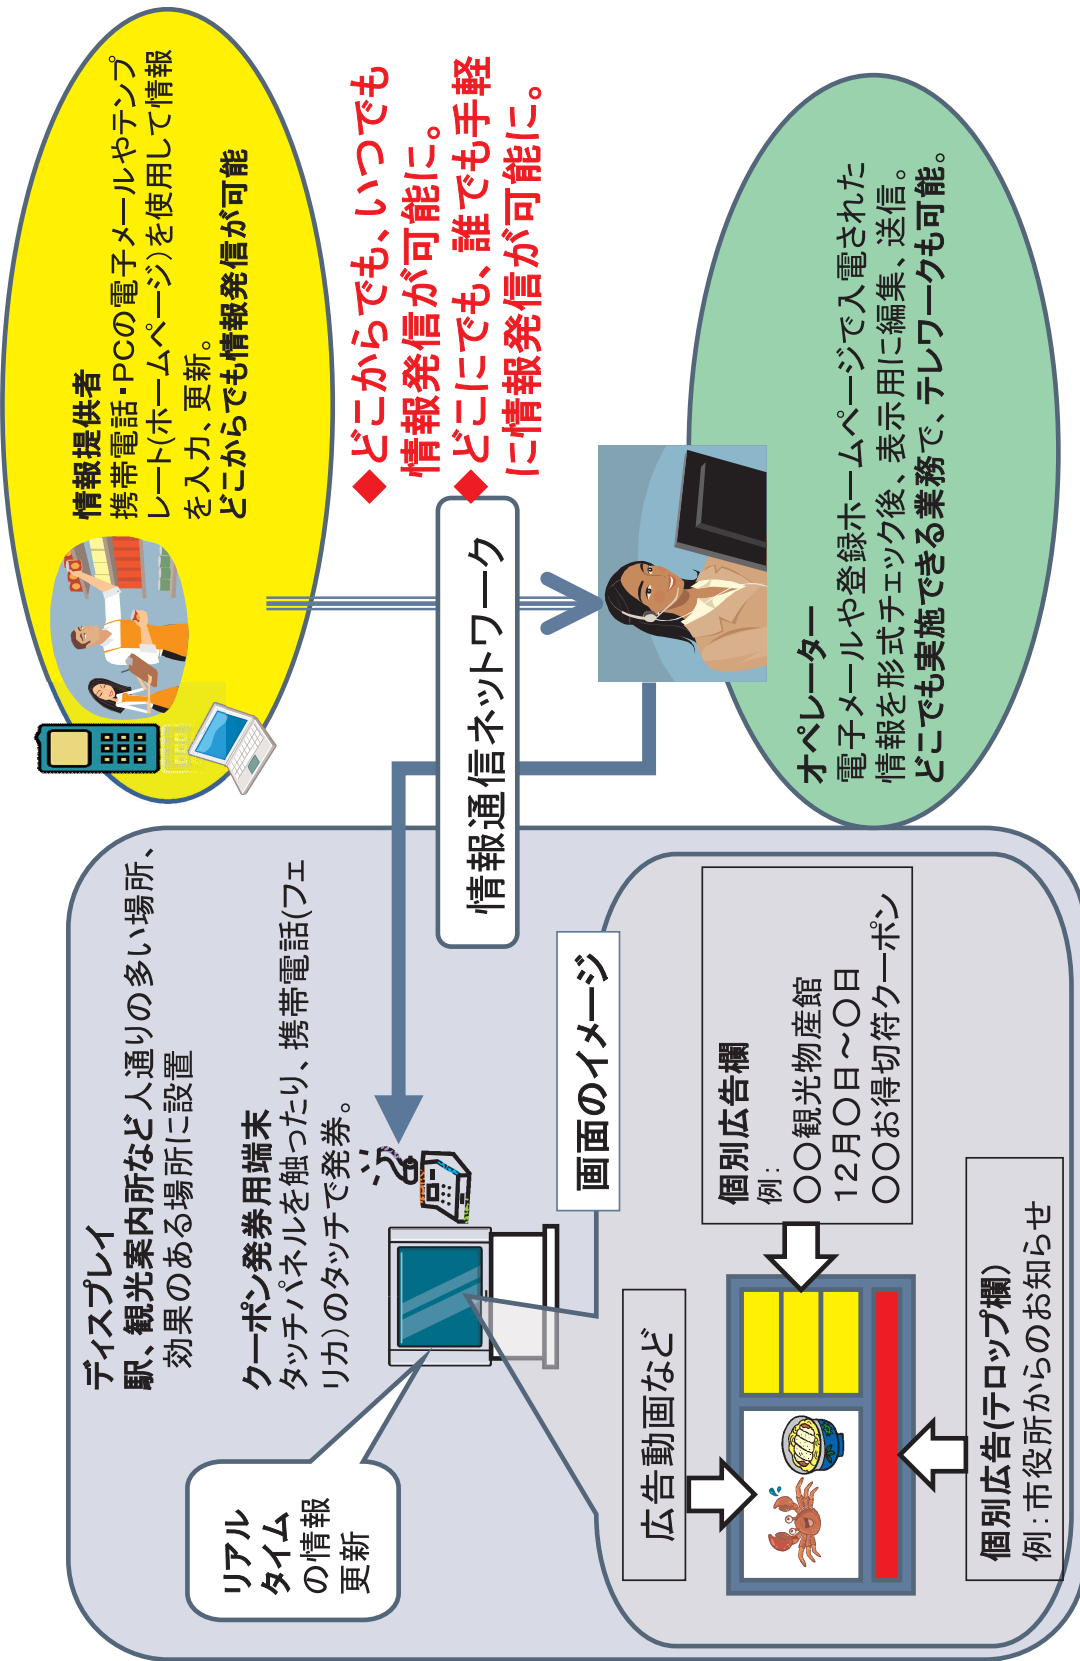 ディスプレイ
駅、観光案内所など人通りの多い場所、
効果のある場所に設置
クーポン発券用端末
タッチパネルを触ったり、携帯電話(フェ
リカ)のタッチで発券。
リアル
タイム
の情報
更新
画面のイメージ
広告動画など
個別広告欄
例:
〇〇観光物産館
12月〇日~〇日
〇〇お得切符クーポン
個別広告(テロップ欄)
例:市役所からのお知らせ
情報提供者
携帯電話・PCの電子メールやテンプ
レート(ホームページ)を使用して情報
を入力、更新。
どこからでも情報発信が可能
◆どこからでも、いつでも
情報発信が可能に。
◆どこにでも、誰でも手軽
に情報発信が可能に。
情報通信ネットワーク
オペレーター
電子メールや登録ホームページで入電された
情報を形式チェック後、表示用に編集、送信。
どこでも実施できる業務で、テレワークも可能。